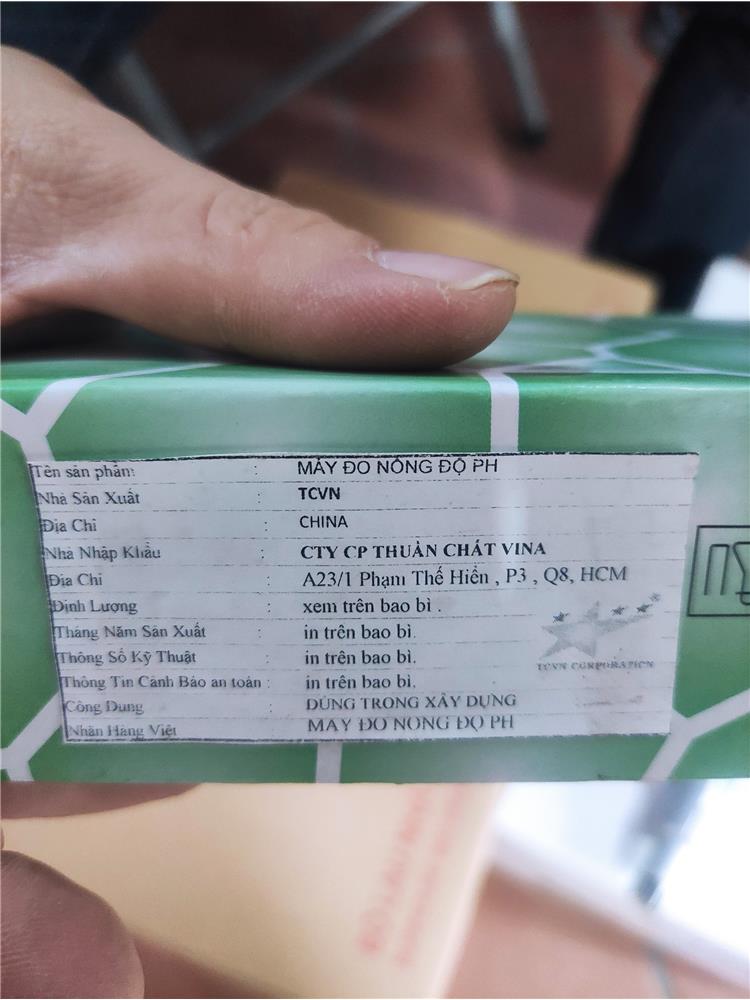 Tên sản phẩm : MÁY ĐO NỒNG ĐỘ PH
Nhà Sản Xuất : TCVN
Địa Chỉ : CHINA
Nhà Nhập Khẩu : CTY CP THUẬN CHÁT VINA
Địa Chỉ : A23/1 Phạm Thế Hiển , P3 , Q8, HCM
Định Lượng : xem trên bao bì .
Tháng Năm Sản Xuất : in trên bao bì.
Thông Số Kỹ Thuật : in trên bao bì.
Thông Tin Cảnh Báo an toàn : in trên bao bì.
Công Dụng : DÙNG TRONG XÂY DỰNG
Nhãn Hàng Việt MÁY ĐO NỒNG ĐỘ PH
TCVN CORPORATION